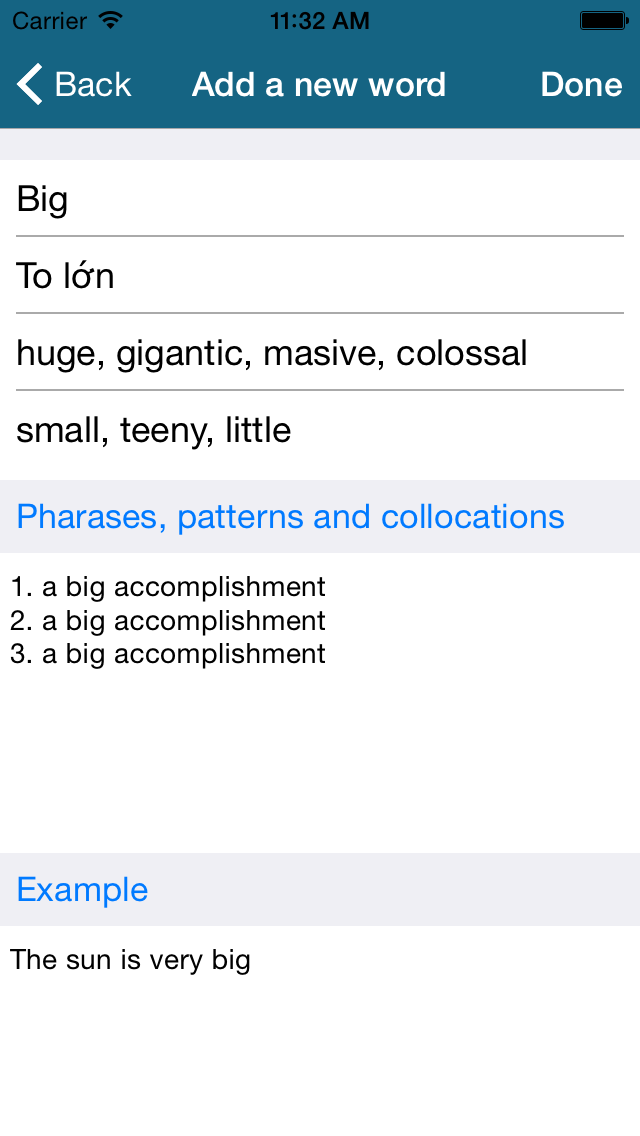 Carrier 11:32 AM
Back Add a new word Done
Big
To lớn
huge, gigantic, masive, colossal
small, teeny, little
Pharases, patterns and collocations
1. a big accomplishment
2. a big accomplishment
3. a big accomplishment
Example
The sun is very big